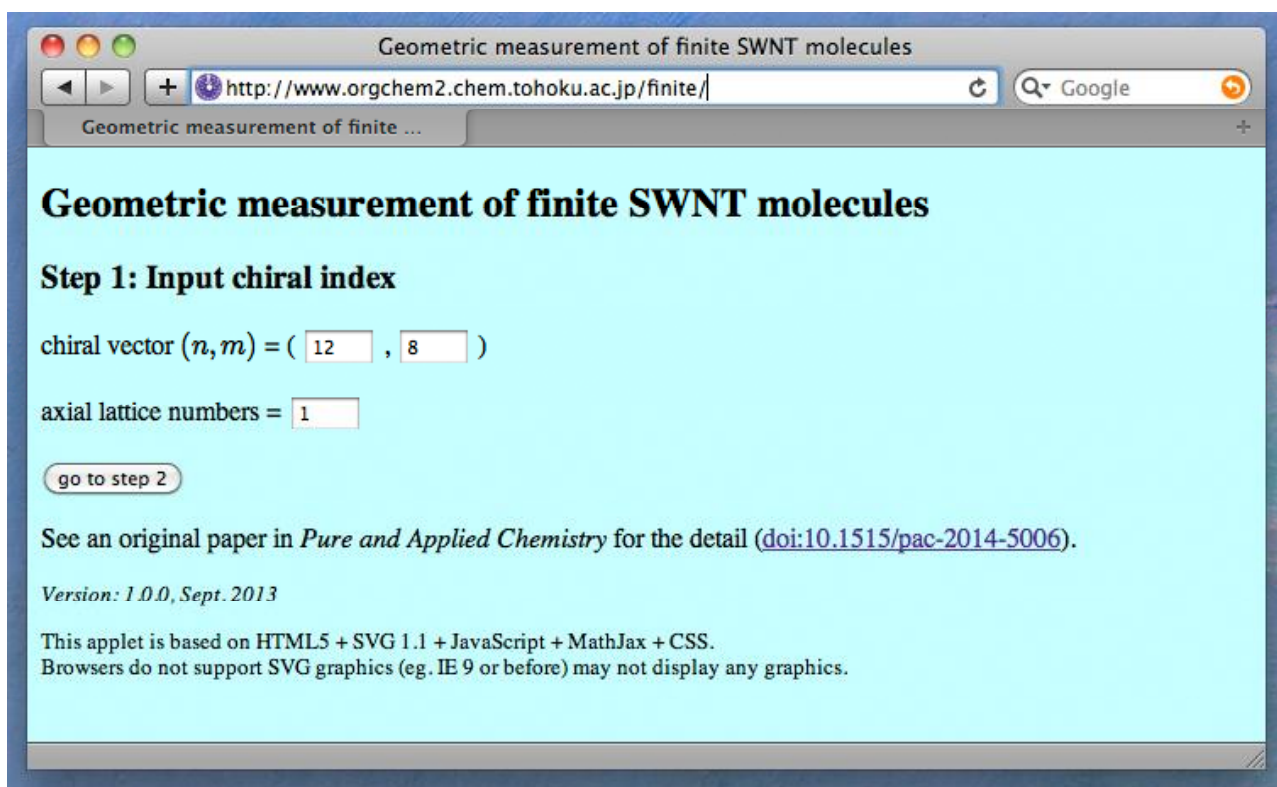 Geometric measurement of finite SWNT molecules
http://www.orgchem2.chem.tohoku.ac.jp/finite/
Google
Geometric measurement of finite ...
Geometric measurement of finite SWNT molecules
Step 1: Input chiral index
chiral vector (n, m) = ( 12 , 8 )
axial lattice numbers = 1
go to step 2
See an original paper in Pure and Applied Chemistry for the detail (doi:10.1515/pac-2014-5006).
Version: 1.0.0, Sept. 2013
This applet is based on HTML5 + SVG 1.1 + JavaScript + MathJax + CSS.
Browsers do not support SVG graphics (eg. IE 9 or before) may not display any graphics.